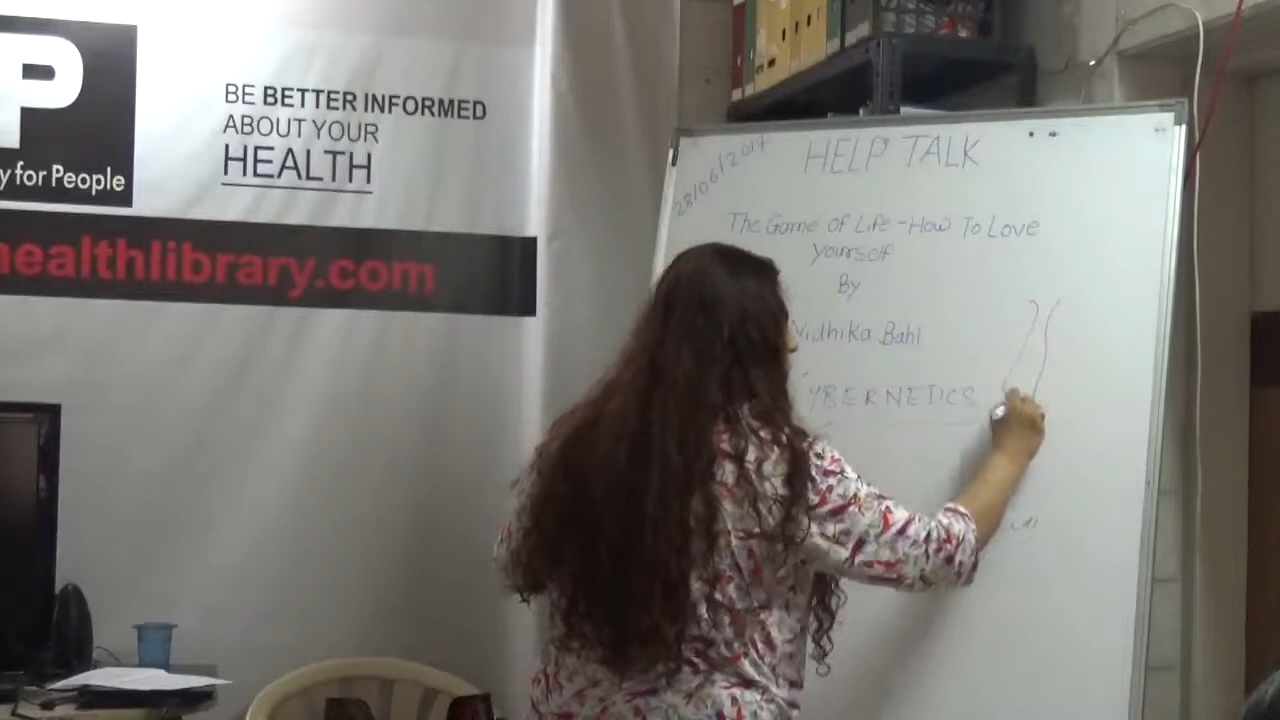 P
y for People
BE BETTER INFORMED
ABOUT YOUR
HEALTH
healthlibrary.com
28/06/2017
HELP TALK
The Game of Life - How To Love
Yourself
By
Nidhika Bahl
YBERNETICS